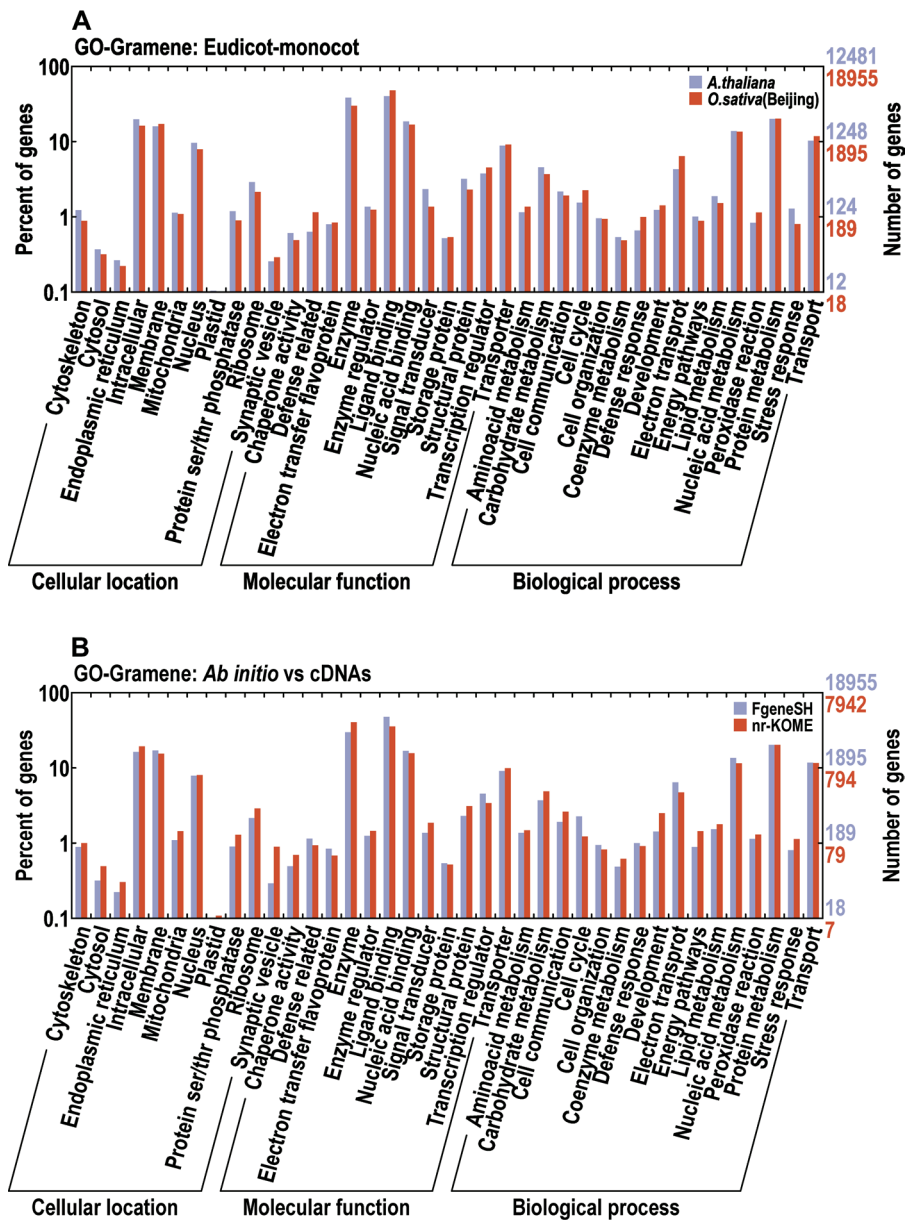 A
GO-Gramene: Eudicot-monocot
Percent of genes
100
10
1
0.1
A.thaliana
O.sativa(Beijing)
12481
18955
1248
1895
124
189
12
18
Number of genes
Cytoskeleton
Cytosol
Endoplasmic reticulum
Intracellular
Membrane
Mitochondria
Nucleus
Plastid
Protein ser/thr phosphatase
Ribosome
Synaptic vesicle
Chaperone activity
Defense related
Electron transfer flavoprotein
Enzyme
Enzyme regulator
Ligand binding
Nucleic acid binding
Signal transducer
Storage protein
Structural protein
Transcription regulator
Transporter
Aminoacid metabolism
Carbohydrate metabolism
Cell communication
Cell cycle
Cell organization
Coenzyme metabolism
Defense response
Development
Electron transprot
Energy pathways
Lipid metabolism
Nucleic acid metabolism
Peroxidase reaction
Protein metabolism
Stress response
Transport
Cellular location
Molecular function
Biological process
B
GO-Gramene: Ab initio vs cDNAs
Percent of genes
100
10
1
0.1
FgeneSH
nr-KOME
18955
7942
1895
794
189
79
18
7
Number of genes
Cytoskeleton
Cytosol
Endoplasmic reticulum
Intracellular
Membrane
Mitochondria
Nucleus
Plastid
Protein ser/thr phosphatase
Ribosome
Synaptic vesicle
Chaperone activity
Defense related
Electron transfer flavoprotein
Enzyme
Enzyme regulator
Ligand binding
Nucleic acid binding
Signal transducer
Storage protein
Structural protein
Transcription regulator
Transporter
Aminoacid metabolism
Carbohydrate metabolism
Cell communication
Cell cycle
Cell organization
Coenzyme metabolism
Defense response
Development
Electron transprot
Energy pathways
Lipid metabolism
Nucleic acid metabolism
Peroxidase reaction
Protein metabolism
Stress response
Transport
Cellular location
Molecular function
Biological process